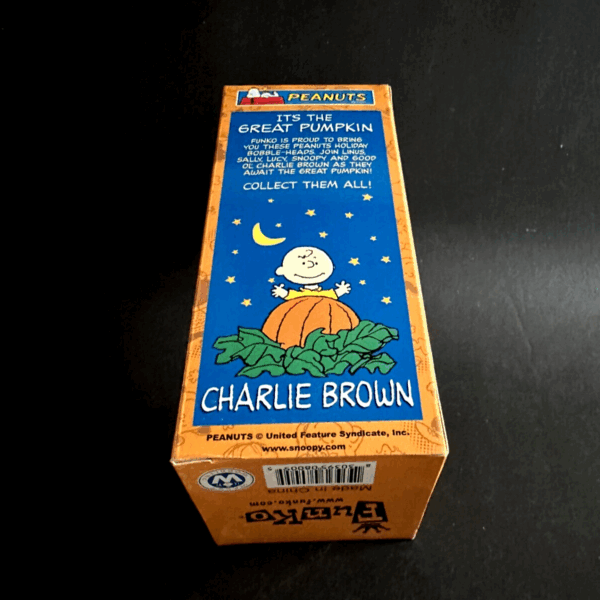 PEANUTS
IT'S THE
GREAT PUMPKIN
FUNKO IS PROUD TO BRING
YOU THESE PEANUTS HOLIDAY
BOBBLE-HEADS. JOIN LINUS,
SALLY, LUCY, SNOOPY AND GOOD
OL' CHARLIE BROWN AS THEY
AWAIT THE GREAT PUMPKIN!
COLLECT THEM ALL!
CHARLIE BROWN
PEANUTS © United Feature Syndicate, Inc.
www.snoopy.com
Made in China
www.funko.com
FunKo